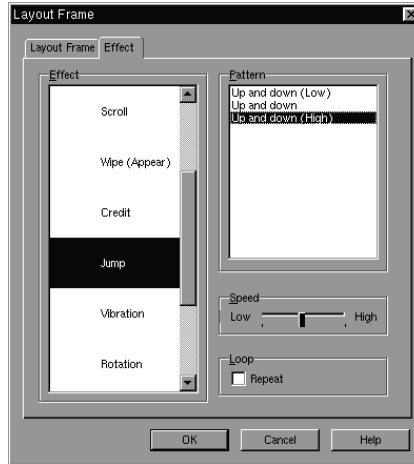 Layout Frame
Layout Frame
Effect
Effect
Scroll
Wipe (Appear)
Credit
Jump
Vibration
Rotation
Pattern
Up and down (Low)
Up and down
Up and down (High)
Speed
Low
High
Loop
Repeat
OK
Cancel
Help